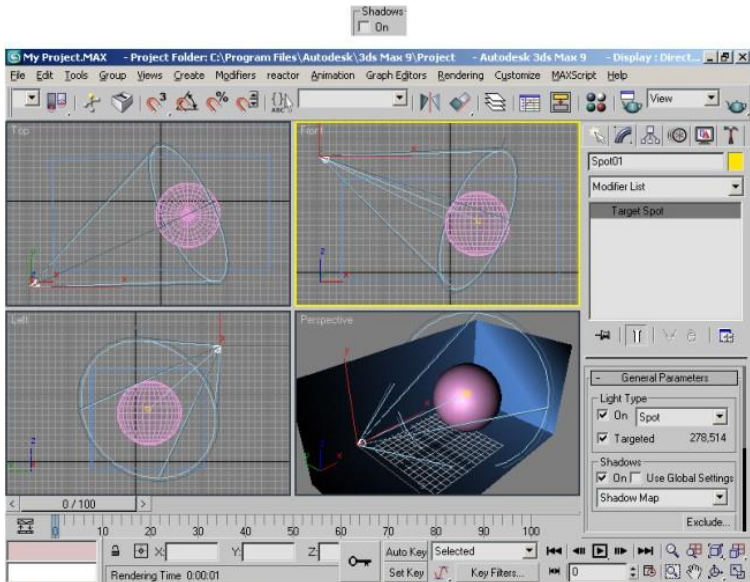 Shadows
On
My Project.MAX - Project Folder: C:\Program Files\Autodesk\3ds Max 9\Project - Autodesk 3ds Max 9 - Display : Direct...
File Edit Tools Group Views Create Modifiers reactor Animation Graph Editors Rendering Customize MAXScript Help
3 % {} ABC View
Top
Front
Left
Perspective
Spot01
Modifier List
Target Spot
- General Parameters
Light Type
On Spot
Targeted 278,514
Shadows
On Use Global Settings
Shadow Map
Exclude...
< 0 / 100 >
0 10 20 30 40 50 60 70 80 90 100
X: Y: Z: Auto Key Selected
Rendering Time 0:00:01 Set Key Key Filters... 0